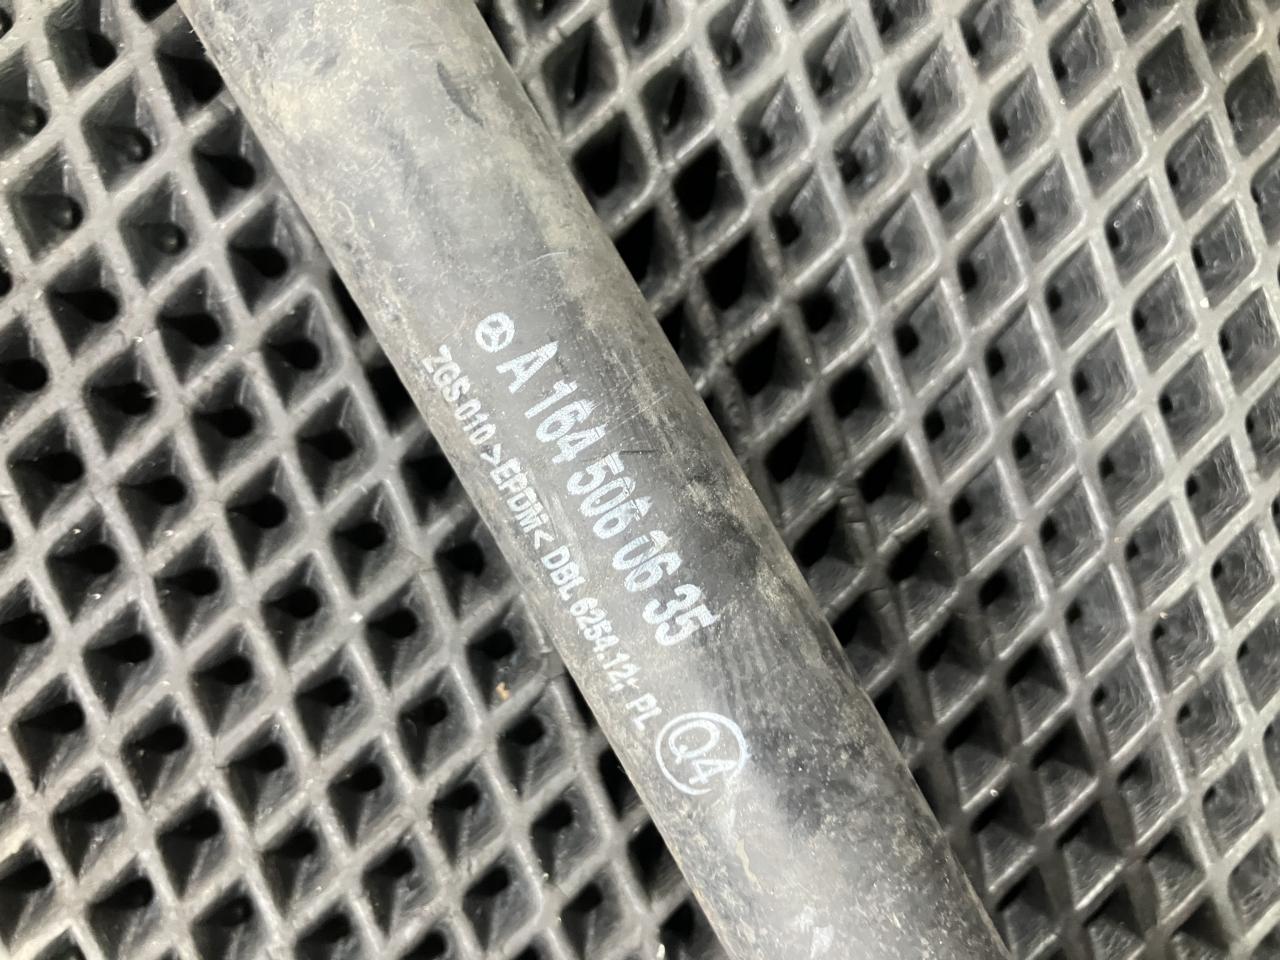 A 164 506 06 35
ZGS.010 >EPDM< DBL 6254.12, PL
Q4